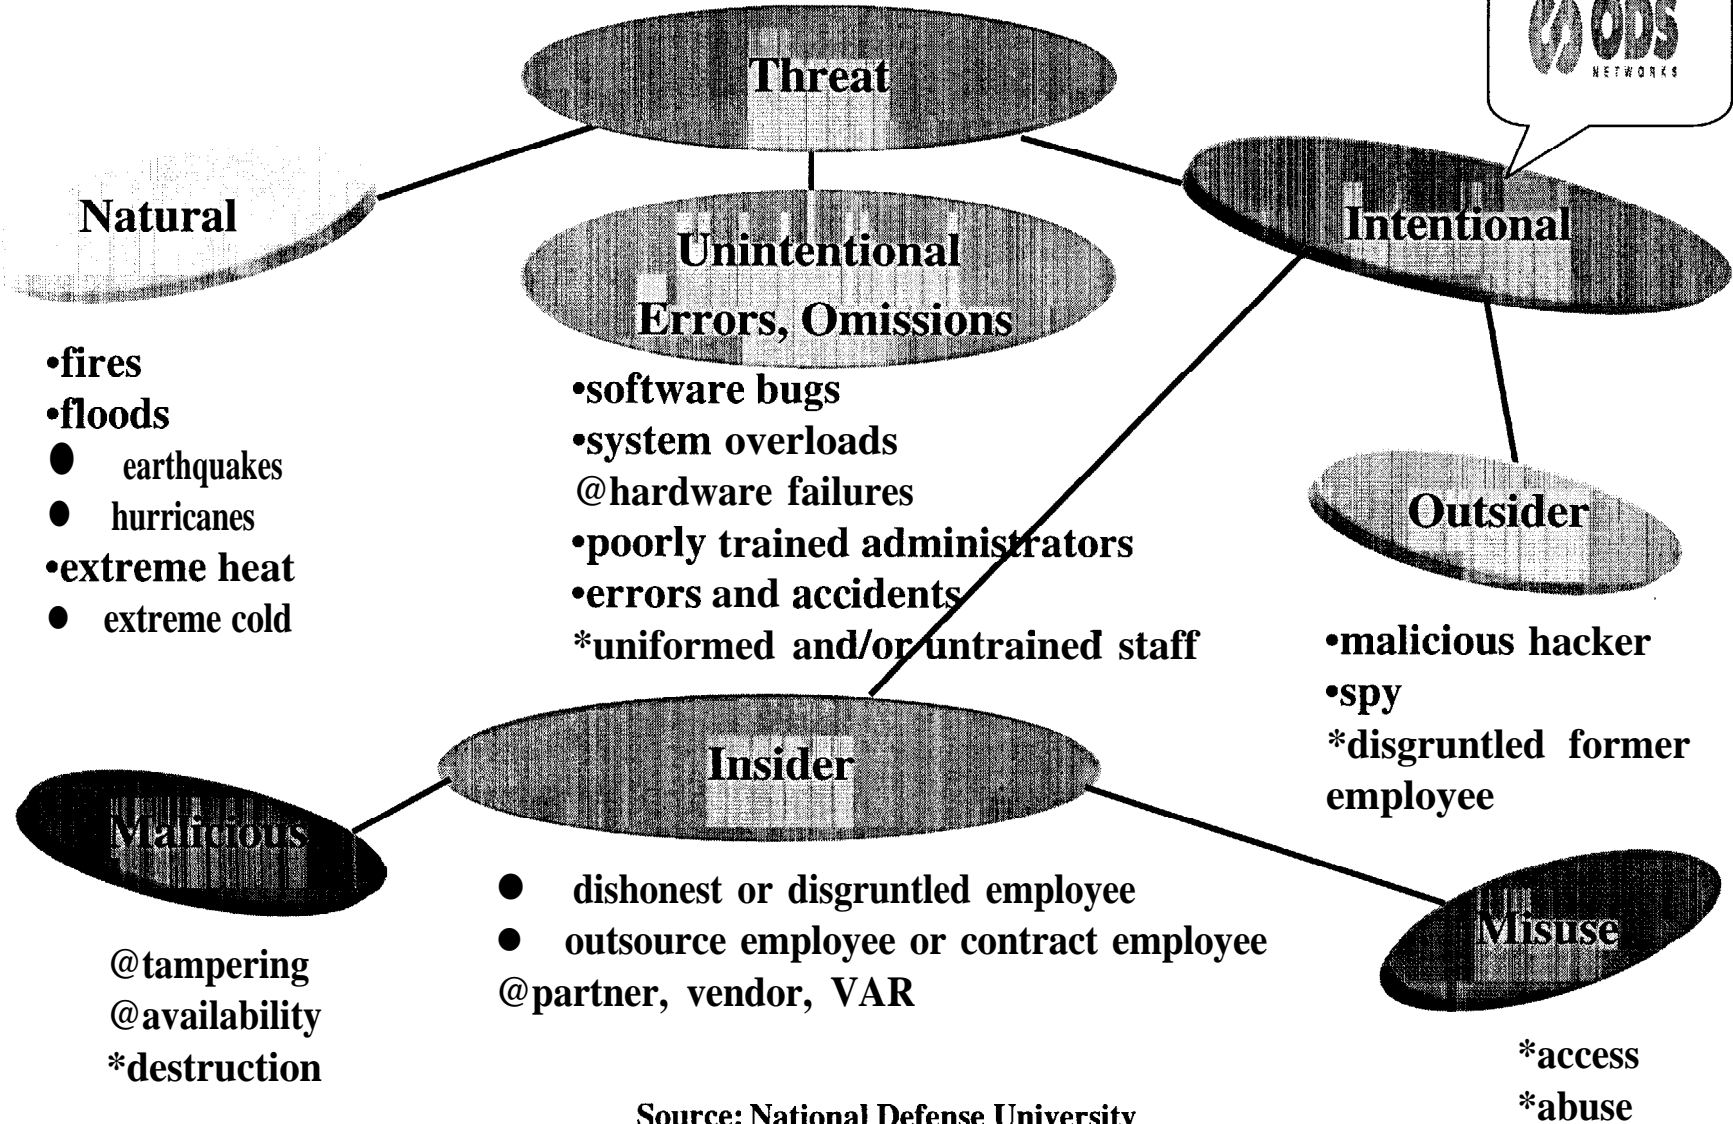 ODS
NETWORKS
Threat
Natural
Unintentional
Errors, Omissions
Intentional
•fires
•floods
● earthquakes
● hurricanes
•extreme heat
● extreme cold
•software bugs
•system overloads
@hardware failures
•poorly trained administrators
•errors and accidents
*uniformed and/or untrained staff
Outsider
•malicious hacker
•spy
*disgruntled former
employee
Insider
● dishonest or disgruntled employee
● outsource employee or contract employee
@partner, vendor, VAR
Malicious
@tampering
@availability
*destruction
Misuse
*access
*abuse
Source: National Defense University